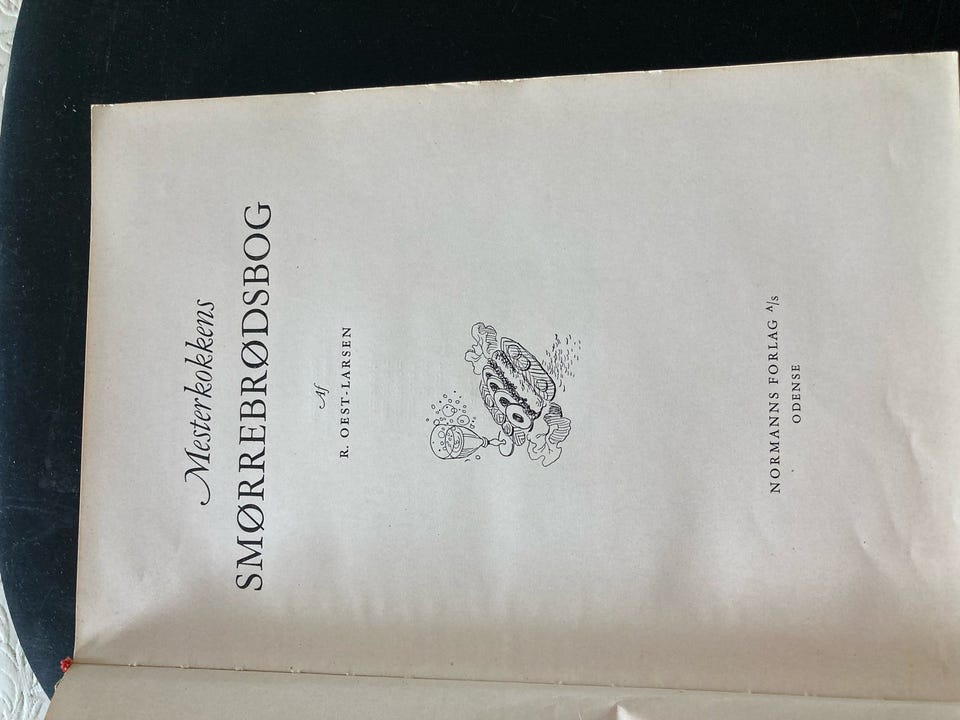 Mesterkokkens
SMØRREBRØDSBOG
Af
R. OEST-LARSEN
NORMANNS FORLAG A/S
ODENSE